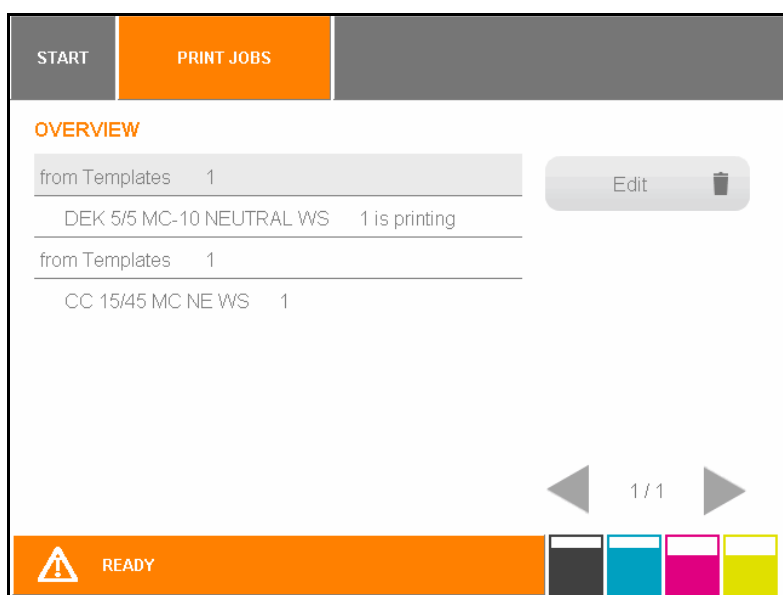 START PRINT JOBS
OVERVIEW
from Templates 1
Edit
DEK 5/5 MC-10 NEUTRAL WS 1 is printing
from Templates 1
CC 15/45 MC NE WS 1
1 / 1
READY